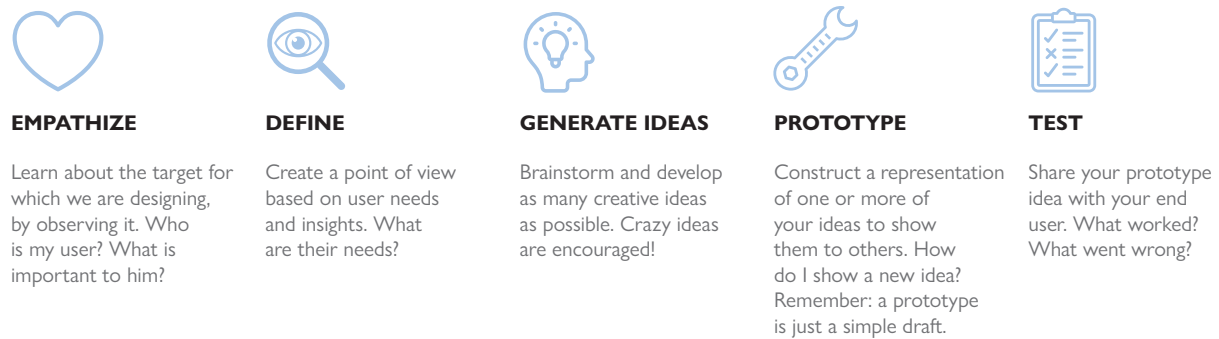 EMPATHIZE
Learn about the target for
which we are designing,
by observing it. Who
is my user? What is
important to him?
DEFINE
Create a point of view
based on user needs
and insights. What
are their needs?
GENERATE IDEAS
Brainstorm and develop
as many creative ideas
as possible. Crazy ideas
are encouraged!
PROTOTYPE
Construct a representation
of one or more of
your ideas to show
them to others. How
do I show a new idea?
Remember: a prototype
is just a simple draft.
TEST
Share your prototype
idea with your end
user. What worked?
What went wrong?